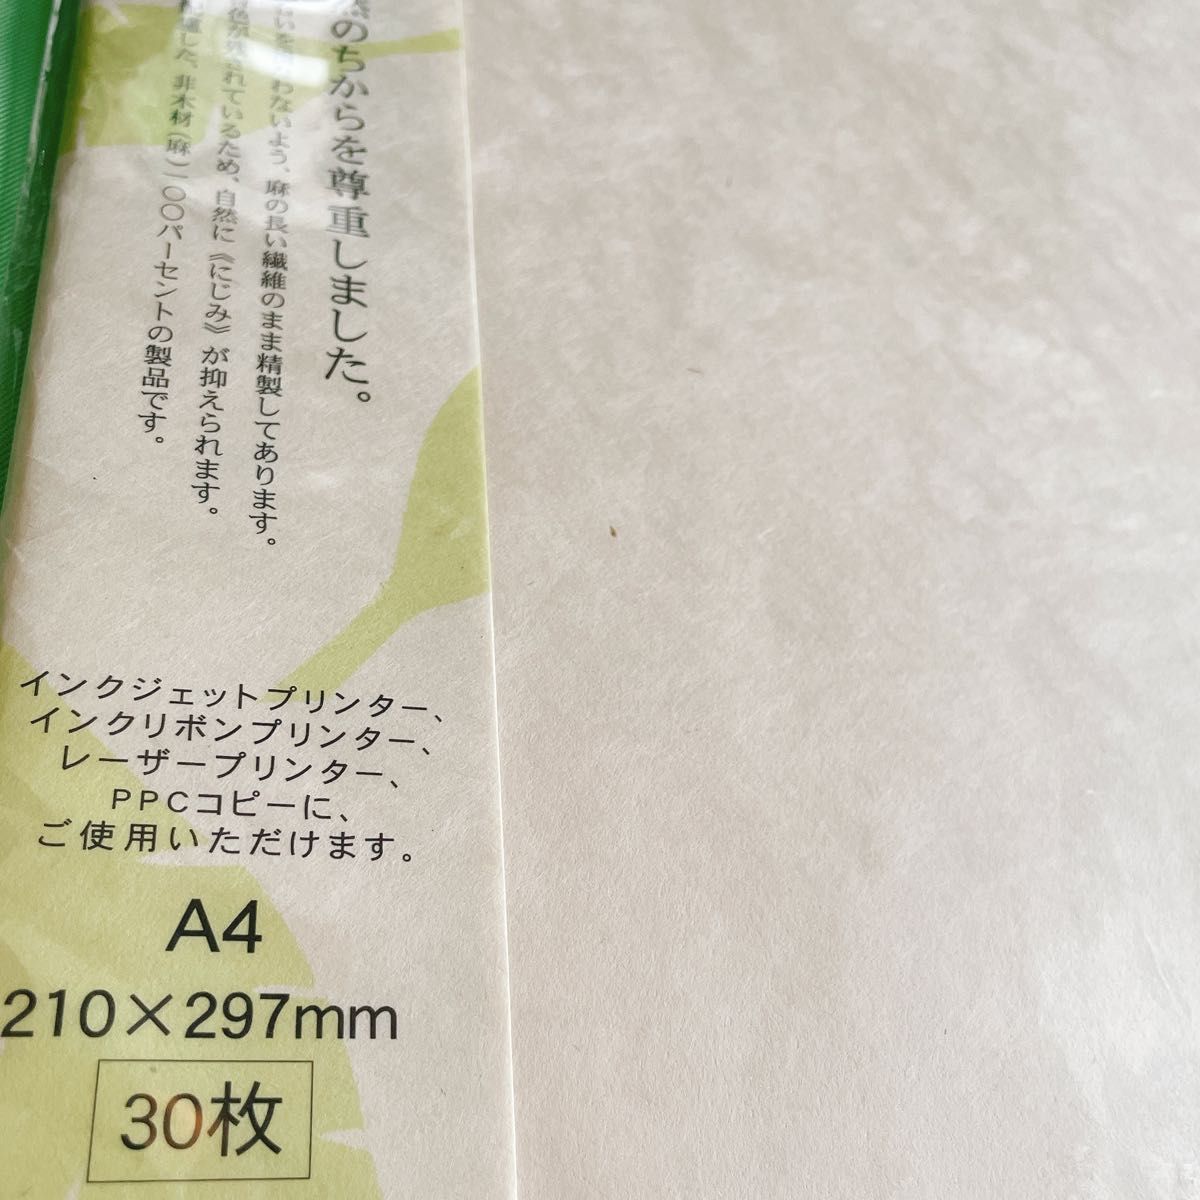 のちからを尊重しました。
わないよう、麻の長い繊維のまま精製してあります。
されているため、自然に《にじみ》が抑えられます。
した、非木材(麻)一〇〇パーセントの製品です。
インクジェットプリンター、
インクリボンプリンター、
レーザープリンター、
PPCコピーに、
ご使用いただけます。
A4
210×297mm
30枚